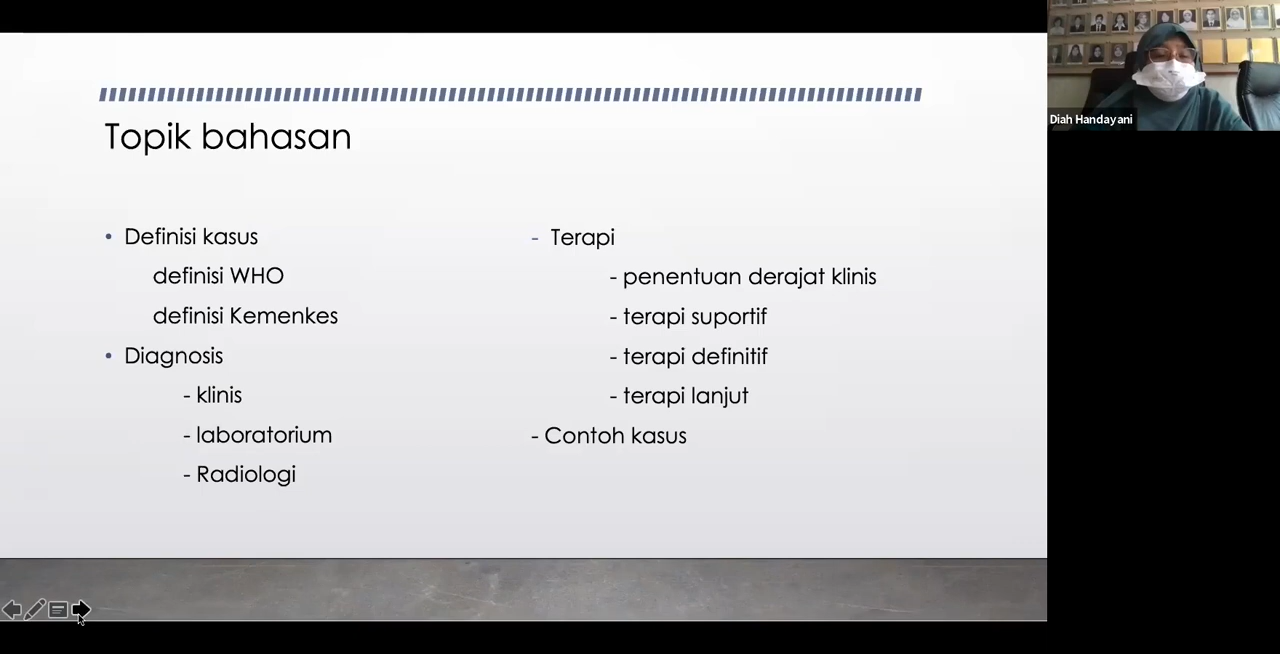 Topik bahasan
• Definisi kasus
definisi WHO
definisi Kemenkes
• Diagnosis
- klinis
- laboratorium
- Radiologi
- Terapi
- penentuan derajat klinis
- terapi suportif
- terapi definitif
- terapi lanjut
- Contoh kasus
Diah Handayani